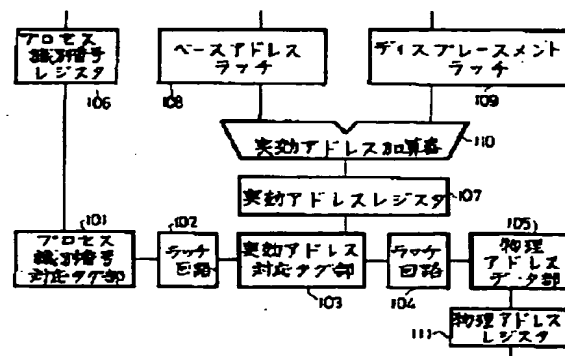 プロセス
識別番号
レジスタ
106
ベースアドレス
ラッチ
108
ディスプレースメント
ラッチ
109
実効アドレス加算器
110
実効アドレスレジスタ
107
101
プロセス
識別番号
対応タグ部
102
ラッチ
回路
実効アドレス
対応タグ部
103
ラッチ
回路
104
105
物理
アドレス
データ部
111
物理アドレス
レジスタ